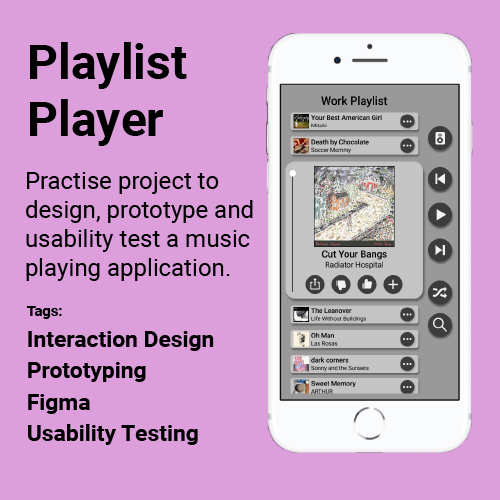 Playlist
Player
Practise project to
design, prototype and
usability test a music
playing application.
Tags:
Interaction Design
Prototyping
Figma
Usability Testing
Work Playlist
Your Best American Girl
Mitski
Death by Chocolate
Soccer Mommy
Cut Your Bangs
Radiator Hospital
The Leanover
Life Without Buildings
Oh Man
Las Rosas
dark corners
Sonny and the Sunsets
Sweet Memory
ARTHUR